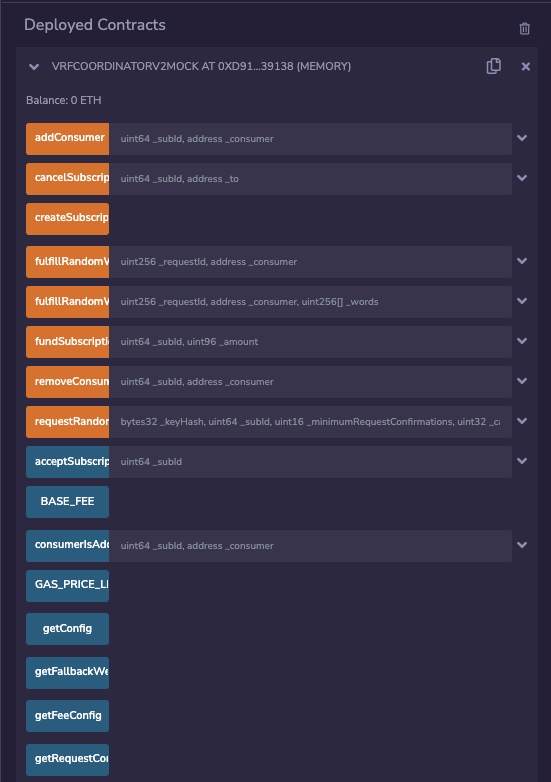 Deployed Contracts
VRFCOORDINATORV2MOCK AT 0XD91...39138 (MEMORY)
Balance: 0 ETH
addConsumer uint64 _subId, address _consumer
cancelSubscrip uint64 _subId, address _to
createSubscrip
fulfillRandomW uint256 _requestId, address _consumer
fulfillRandomW uint256 _requestId, address _consumer, uint256[] _words
fundSubscripti uint64 _subId, uint96 _amount
removeConsum uint64 _subId, address _consumer
requestRandor bytes32 _keyHash, uint64 _subId, uint16 _minimumRequestConfirmations, uint32 _ca
acceptSubscrip uint64 _subId
BASE_FEE
consumerIsAdd uint64 _subId, address _consumer
GAS_PRICE_LI
getConfig
getFallbackWe
getFeeConfig
getRequestCor